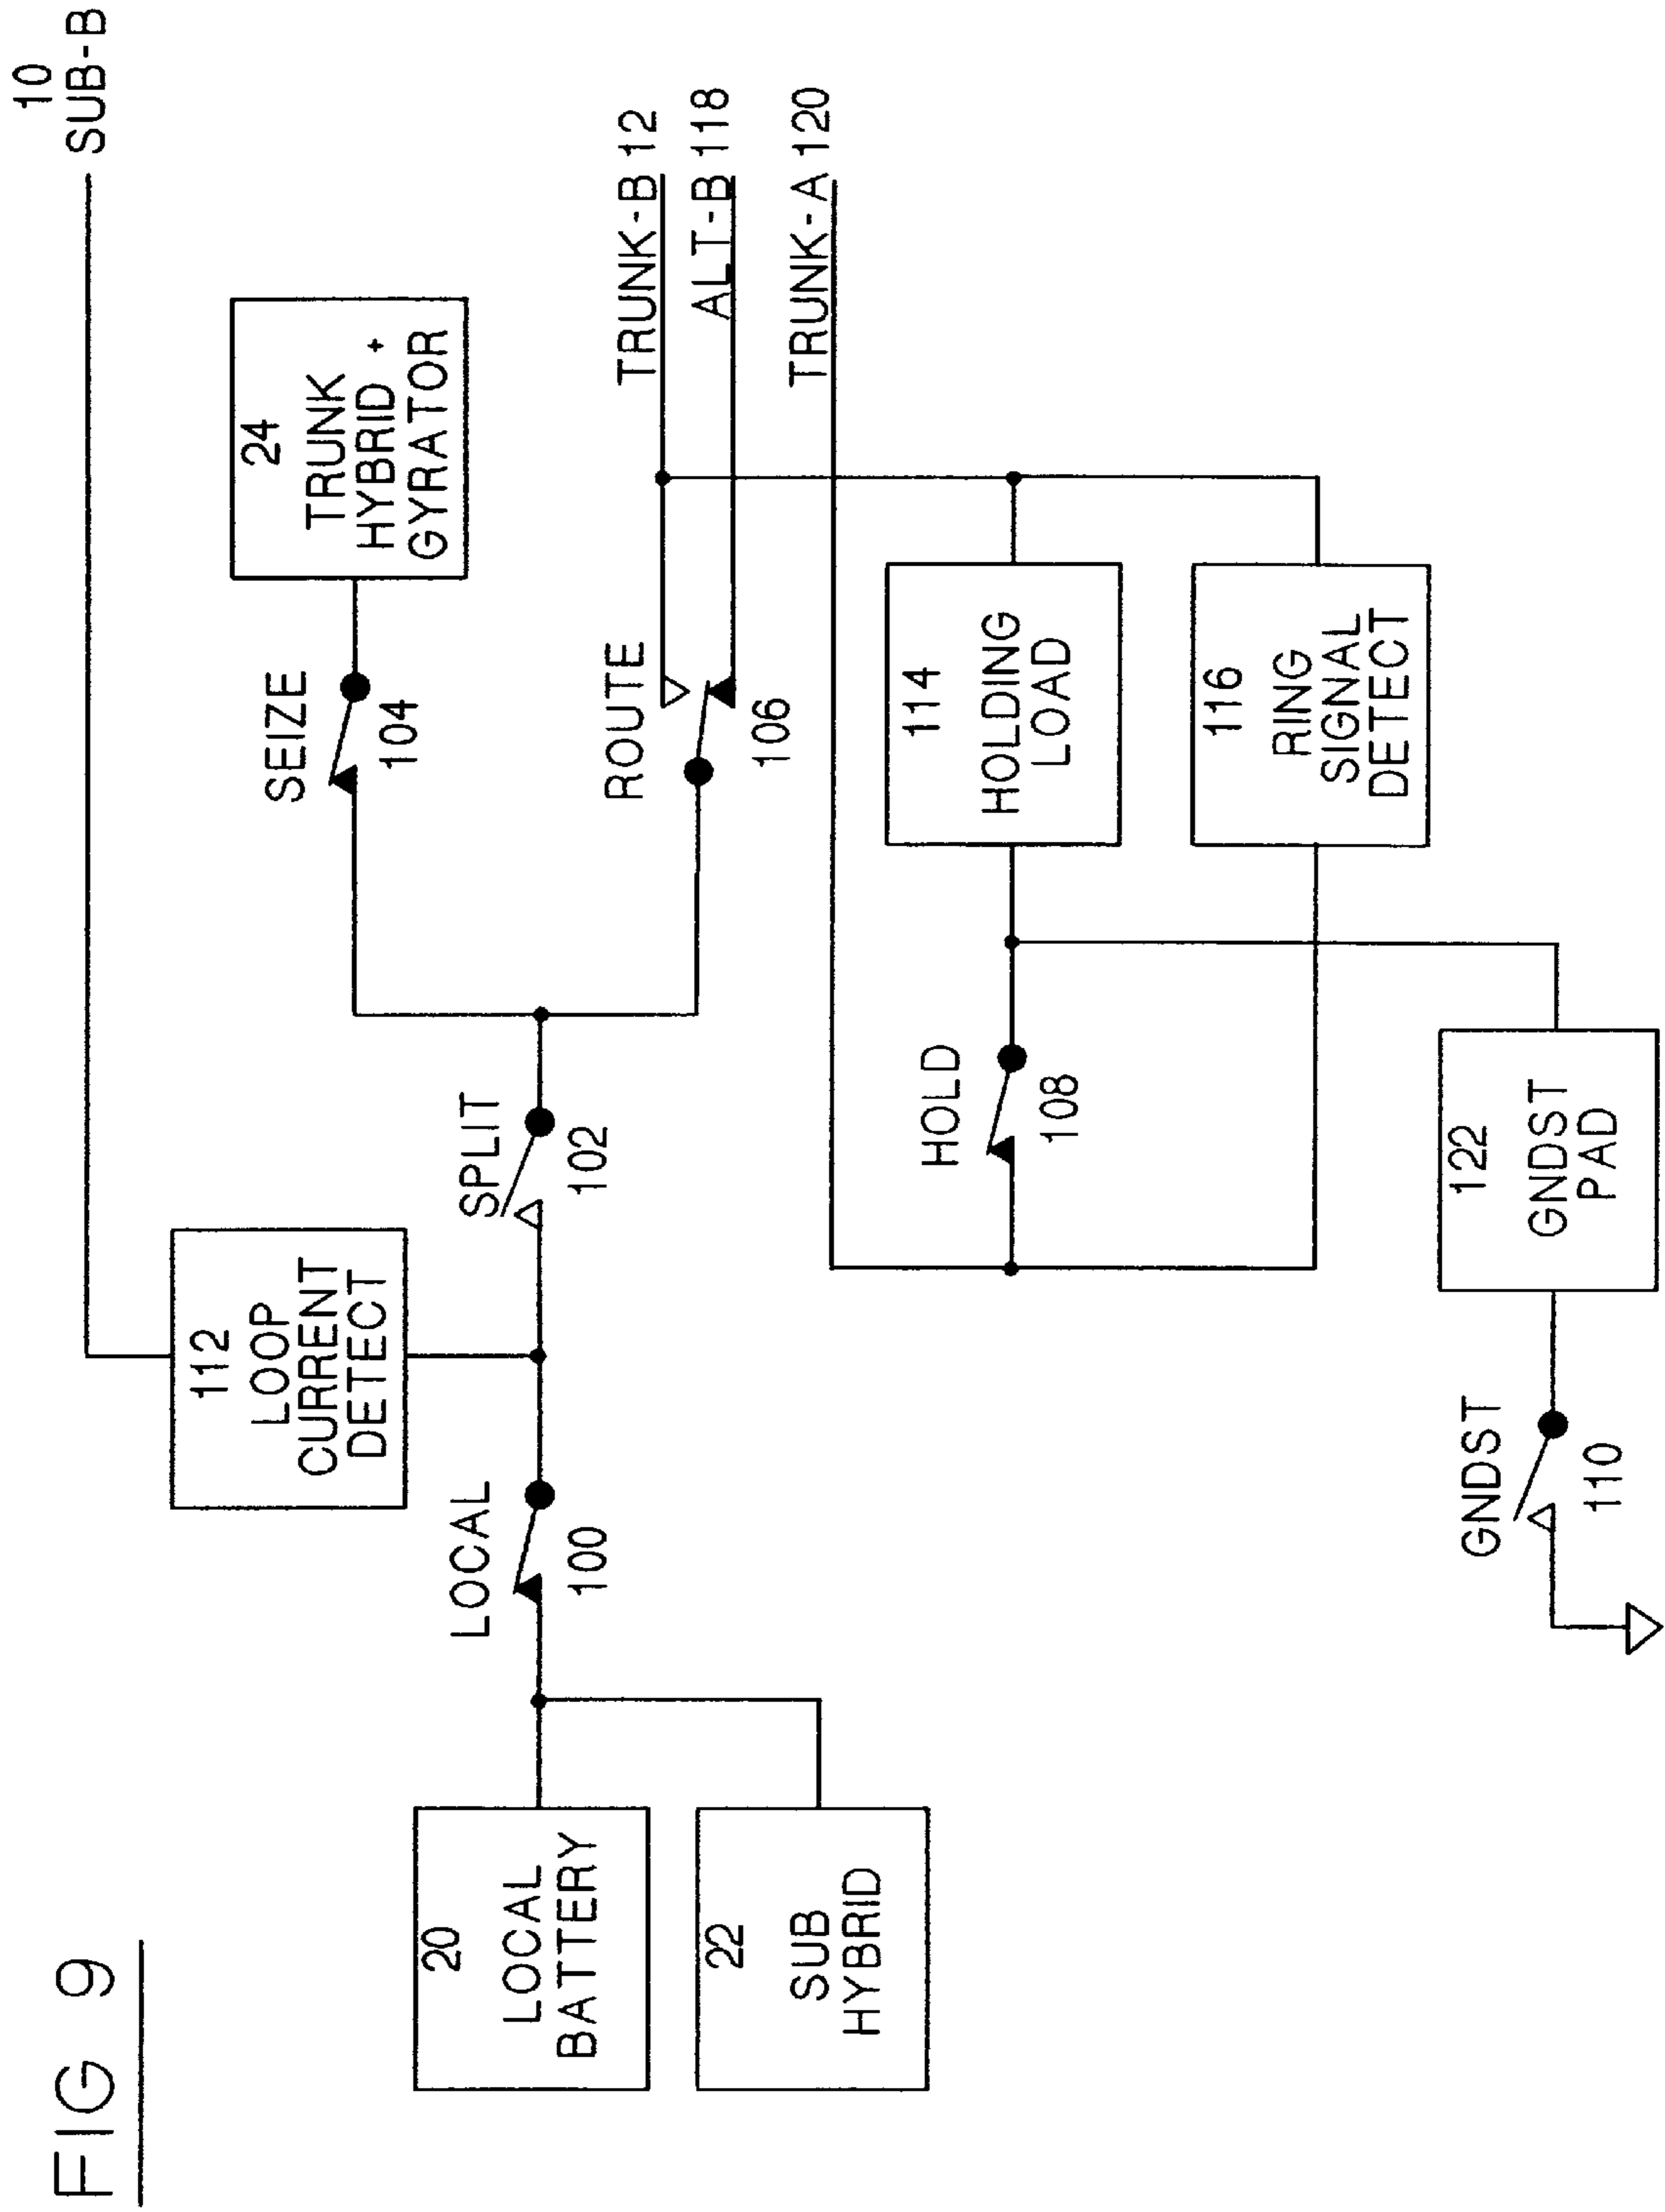 FIG 9
10
SUB-B
24
TRUNK
HYBRID +
GYRATOR
SEIZE
104
112
LOOP
CURRENT
DETECT
SPLIT
102
LOCAL
100
20
LOCAL
BATTERY
22
SUB
HYBRID
ROUTE
106
TRUNK-B 12
ALT-B 118
TRUNK-A 120
114
HOLDING
LOAD
HOLD
108
116
RING
SIGNAL
DETECT
122
GNDST
PAD
GNDST
110